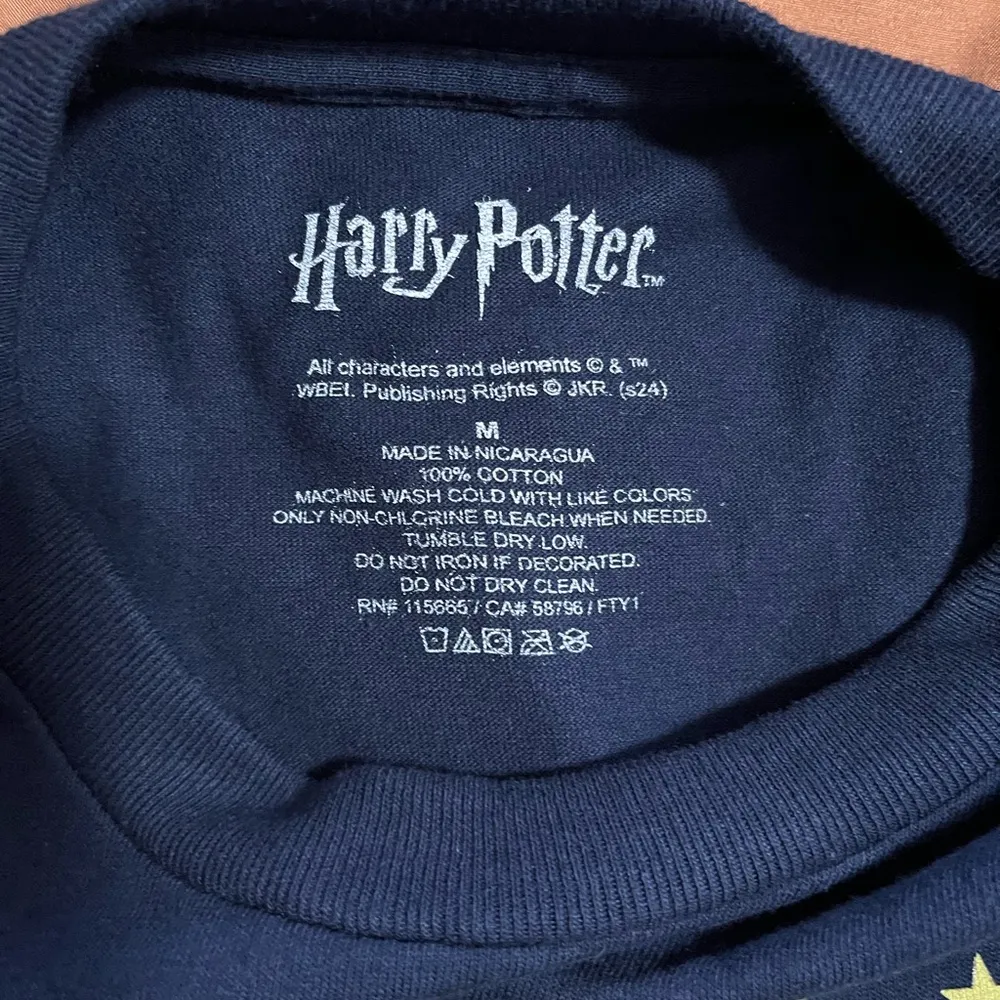 Harry Potter™
All characters and elements © & ™
WBEI. Publishing Rights © JKR. (s24)
M
MADE IN NICARAGUA
100% COTTON
MACHINE WASH COLD WITH LIKE COLORS
ONLY NON-CHLORINE BLEACH WHEN NEEDED.
TUMBLE DRY LOW.
DO NOT IRON IF DECORATED.
DO NOT DRY CLEAN.
RN# 115665 / CA# 58796 / FTY1